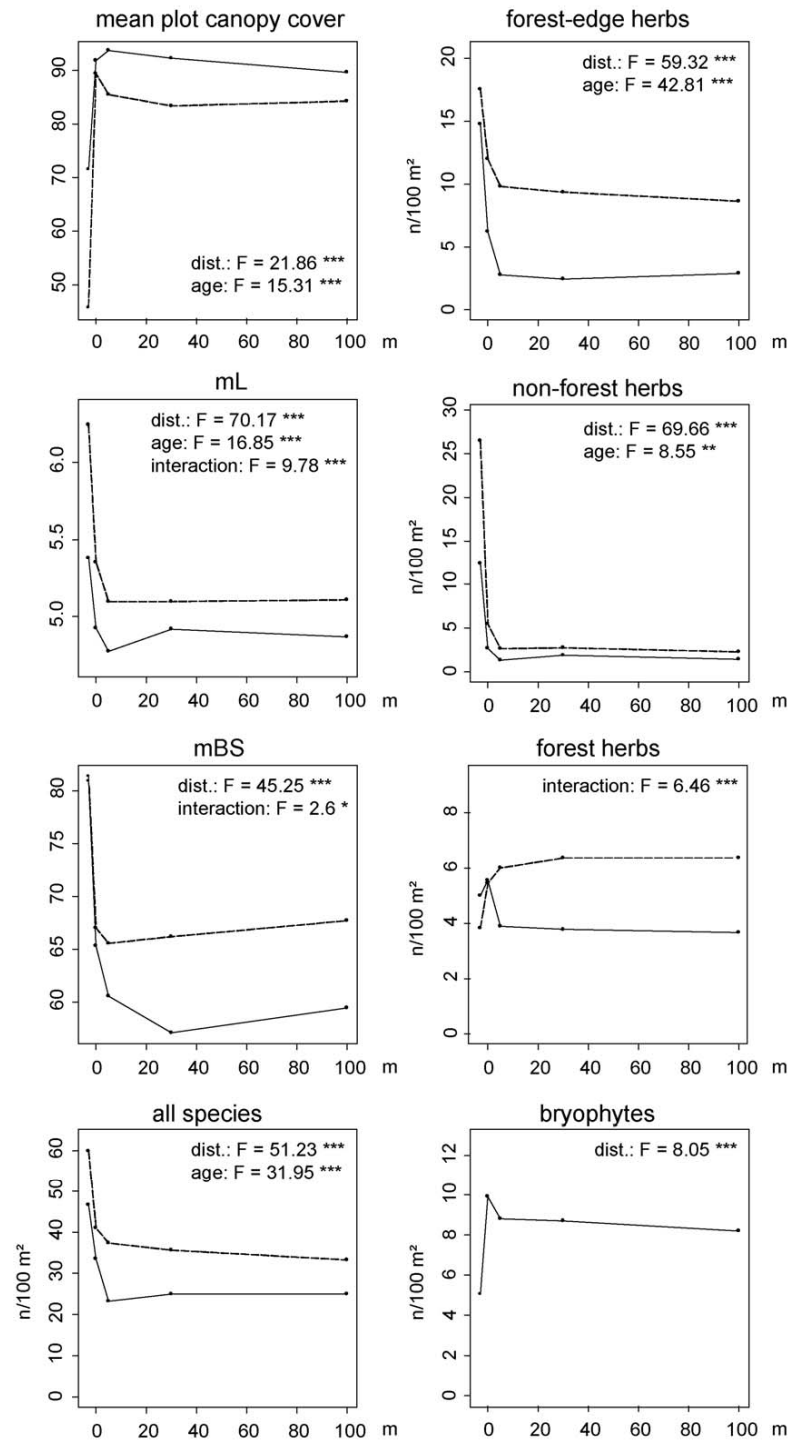 mean plot canopy cover
90
80
70
60
50
dist.: F = 21.86 ***
age: F = 15.31 ***
0 20 40 60 80 100 m
forest-edge herbs
n/100 m²
20
15
10
5
0
dist.: F = 59.32 ***
age: F = 42.81 ***
0 20 40 60 80 100 m
mL
6.0
5.5
5.0
dist.: F = 70.17 ***
age: F = 16.85 ***
interaction: F = 9.78 ***
0 20 40 60 80 100 m
non-forest herbs
n/100 m²
30
25
20
15
10
5
0
dist.: F = 69.66 ***
age: F = 8.55 **
0 20 40 60 80 100 m
mBS
80
75
70
65
60
dist.: F = 45.25 ***
interaction: F = 2.6 *
0 20 40 60 80 100 m
forest herbs
n/100 m²
8
6
4
2
0
interaction: F = 6.46 ***
0 20 40 60 80 100 m
all species
n/100 m²
60
50
40
30
20
10
0
dist.: F = 51.23 ***
age: F = 31.95 ***
0 20 40 60 80 100 m
bryophytes
n/100 m²
12
10
8
6
4
2
0
dist.: F = 8.05 ***
0 20 40 60 80 100 m